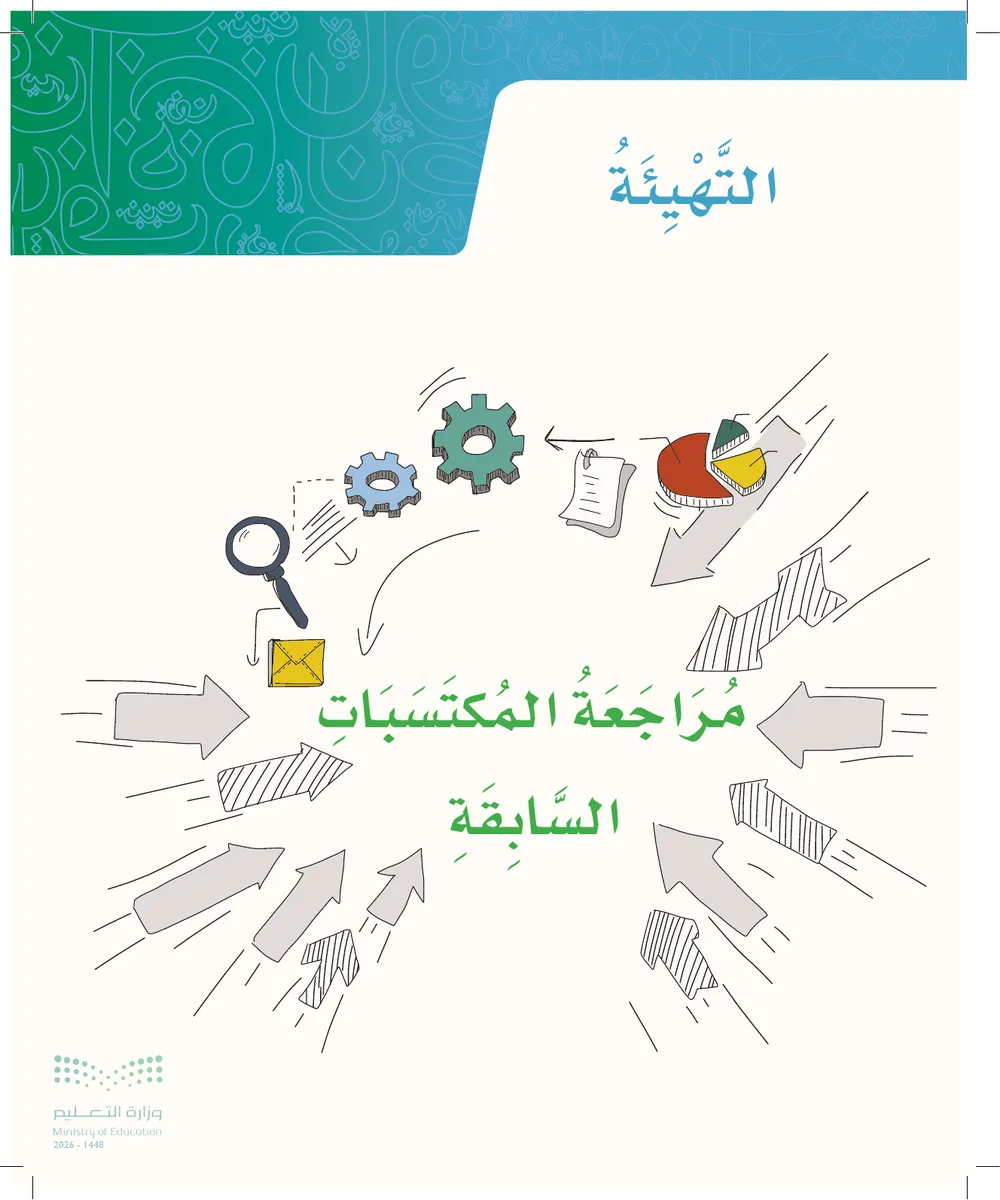 التَّهْيِئَةُ
مُرَاجَعَةُ المُكتَسَبَاتِ
السَّابِقَةِ
وزارة التعليم
Ministry of Education
2026 - 1448